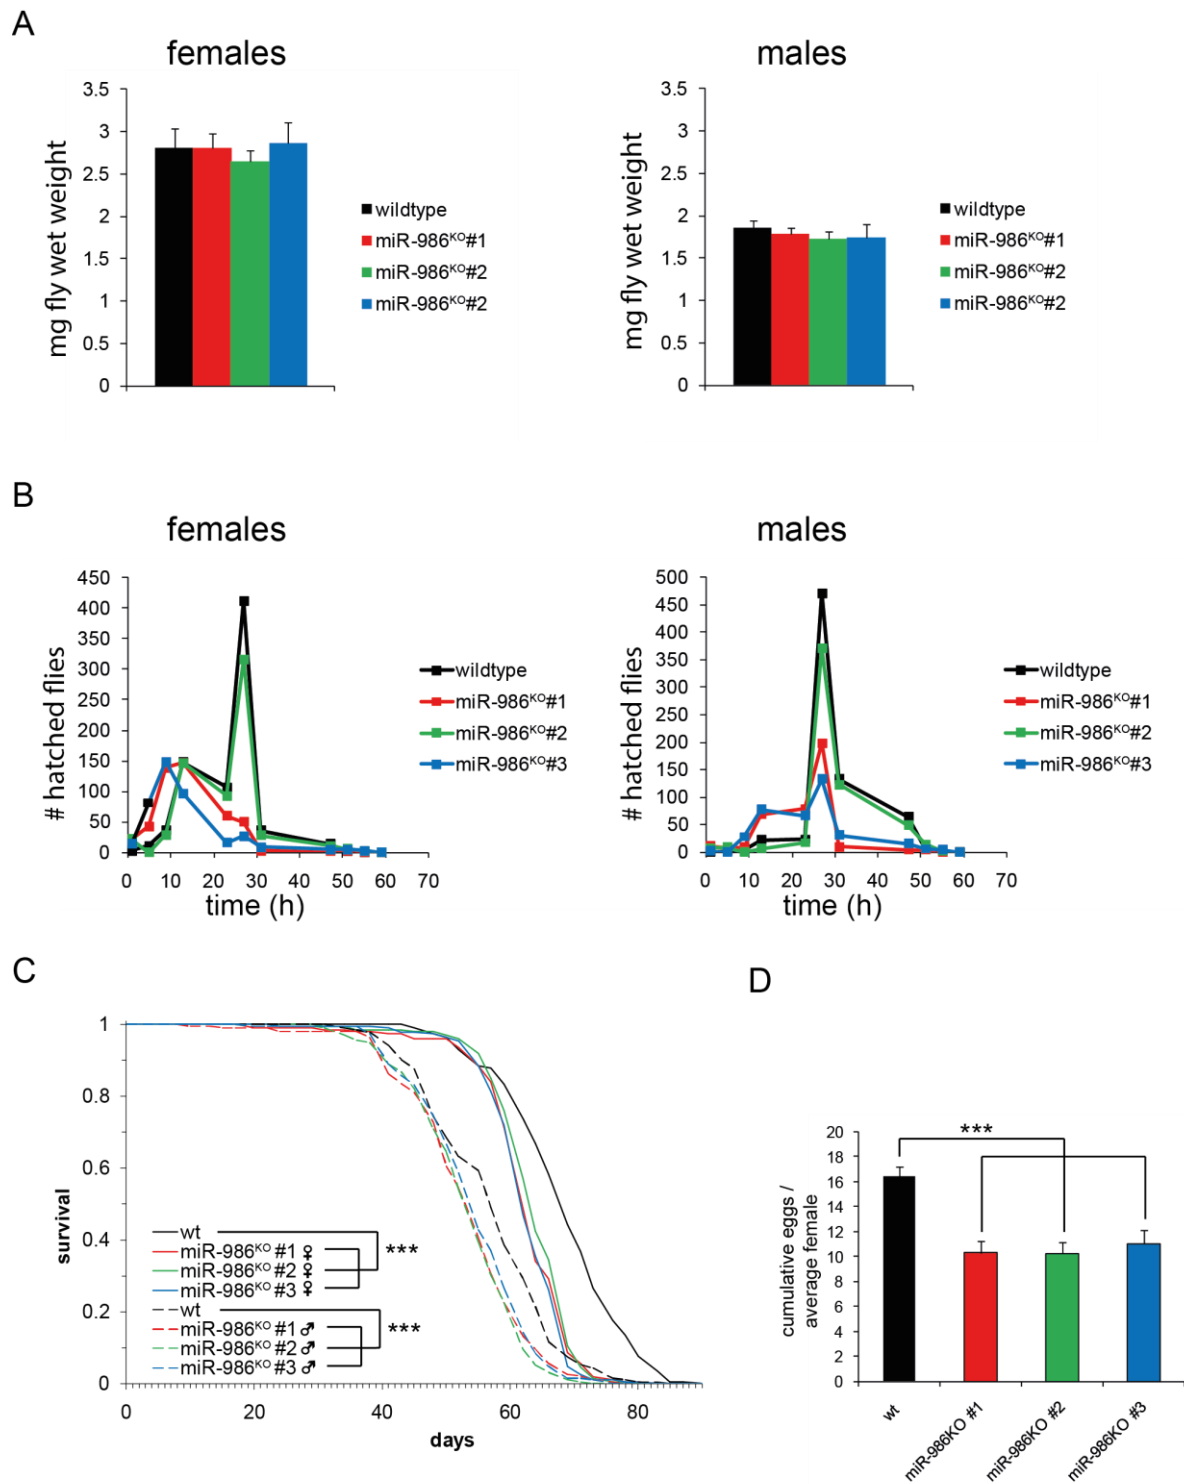 A
females
males
3.5
3
2.5
2
1.5
1
0.5
0
mg fly wet weight
wildtype
miR-986ᴷᴼ#1
miR-986ᴷᴼ#2
miR-986ᴷᴼ#2
3.5
3
2.5
2
1.5
1
0.5
0
mg fly wet weight
wildtype
miR-986ᴷᴼ#1
miR-986ᴷᴼ#2
miR-986ᴷᴼ#2
B
females
males
450
400
350
300
250
200
150
100
50
0
# hatched flies
0 10 20 30 40 50 60 70
time (h)
wildtype
miR-986ᴷᴼ#1
miR-986ᴷᴼ#2
miR-986ᴷᴼ#3
500
450
400
350
300
250
200
150
100
50
0
# hatched flies
0 10 20 30 40 50 60 70
time (h)
wildtype
miR-986ᴷᴼ#1
miR-986ᴷᴼ#2
miR-986ᴷᴼ#3
C
1
0.8
0.6
0.4
0.2
0
survival
wt
miR-986ᴷᴼ #1 ♀
miR-986ᴷᴼ #2 ♀
miR-986ᴷᴼ #3 ♀
***
wt
miR-986ᴷᴼ #1 ♂
miR-986ᴷᴼ #2 ♂
miR-986ᴷᴼ #3 ♂
***
0 20 40 60 80
days
D
20
18
16
14
12
10
8
6
4
2
0
cumulative eggs /
average female
***
wt
miR-986KO #1
miR-986KO #2
miR-986KO #3